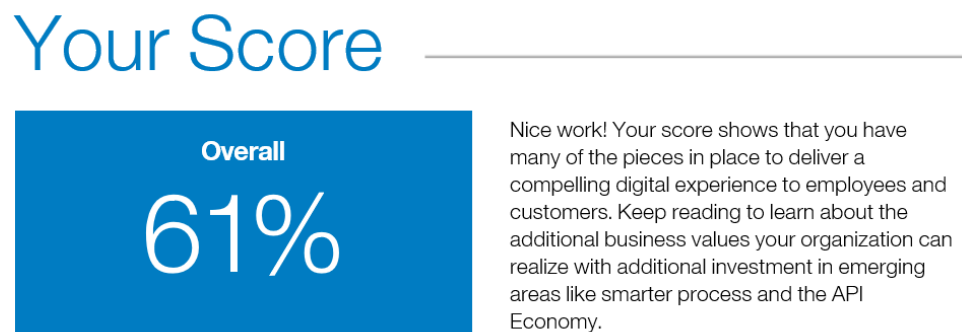 Your Score
Overall
61%
Nice work! Your score shows that you have
many of the pieces in place to deliver a
compelling digital experience to employees and
customers. Keep reading to learn about the
additional business values your organization can
realize with additional investment in emerging
areas like smarter process and the API
Economy.